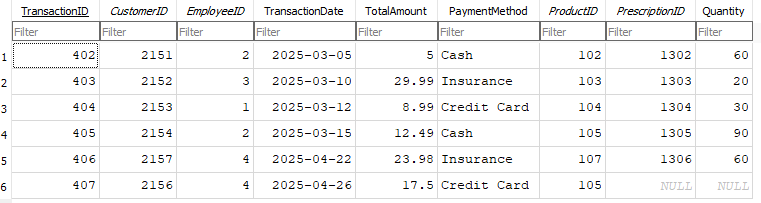 TransactionID CustomerID EmployeeID TransactionDate TotalAmount PaymentMethod ProductID PrescriptionID Quantity
Filter Filter Filter Filter Filter Filter Filter Filter Filter
1 402 2151 2 2025-03-05 5 Cash 102 1302 60
2 403 2152 3 2025-03-10 29.99 Insurance 103 1303 20
3 404 2153 1 2025-03-12 8.99 Credit Card 104 1304 30
4 405 2154 2 2025-03-15 12.49 Cash 105 1305 90
5 406 2157 4 2025-04-22 23.98 Insurance 107 1306 60
6 407 2156 4 2025-04-26 17.5 Credit Card 105 NULL NULL